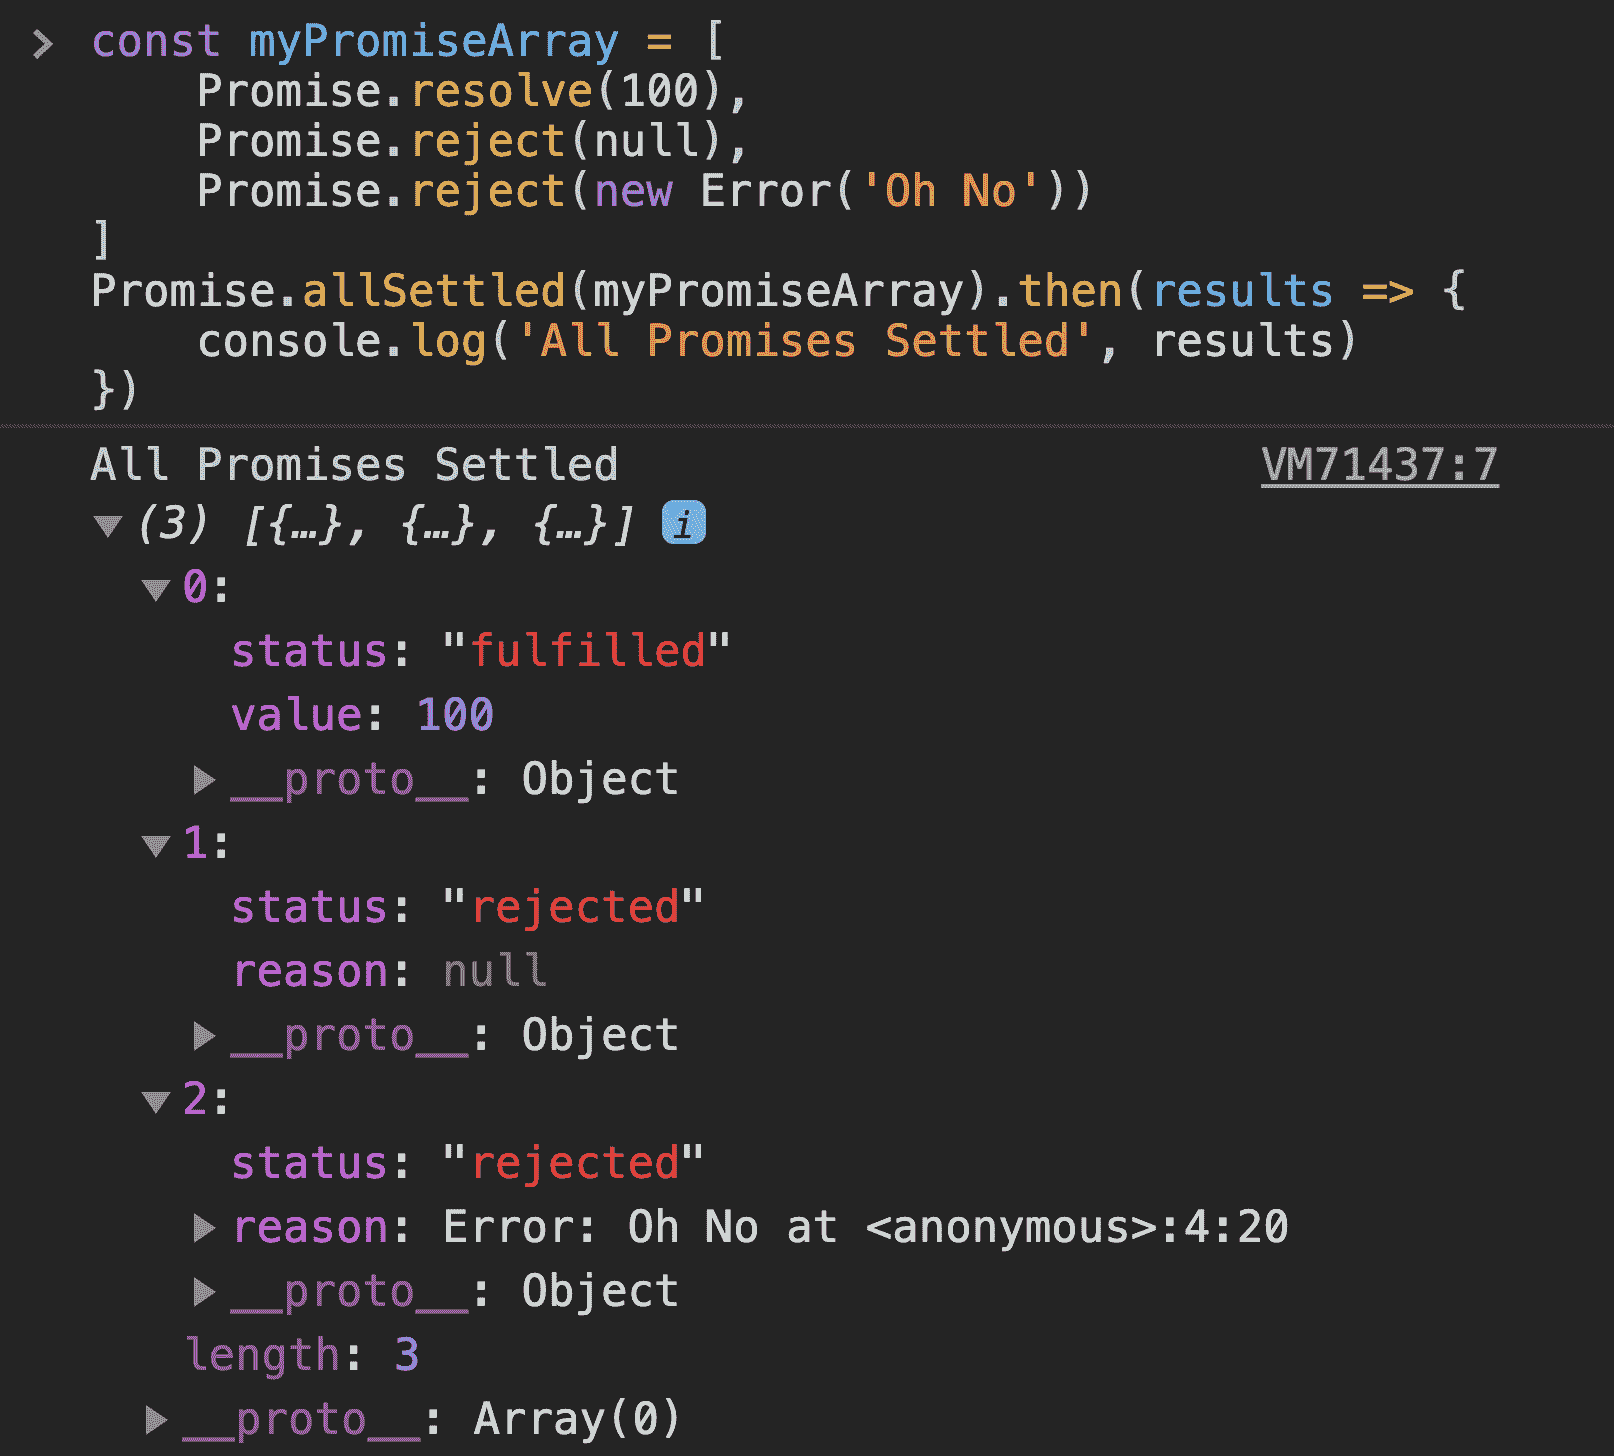 const myPromiseArray = [
Promise.resolve(100),
Promise.reject(null),
Promise.reject(new Error('Oh No'))
]
Promise.allSettled(myPromiseArray).then(results => {
console.log('All Promises Settled', results)
})
All Promises Settled VM71437:7
(3) [{…}, {…}, {…}] i
0:
status: "fulfilled"
value: 100
__proto__: Object
1:
status: "rejected"
reason: null
__proto__: Object
2:
status: "rejected"
reason: Error: Oh No at <anonymous>:4:20
__proto__: Object
length: 3
__proto__: Array(0)